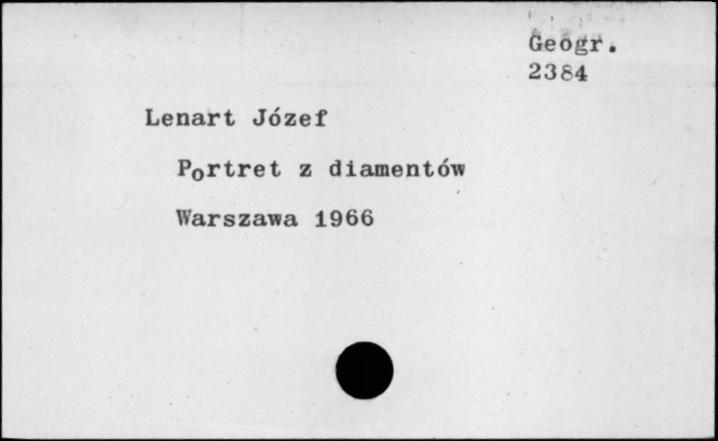 Geogr.
2384
Lenart Józef
Portret z diamentów
Warszawa 1966